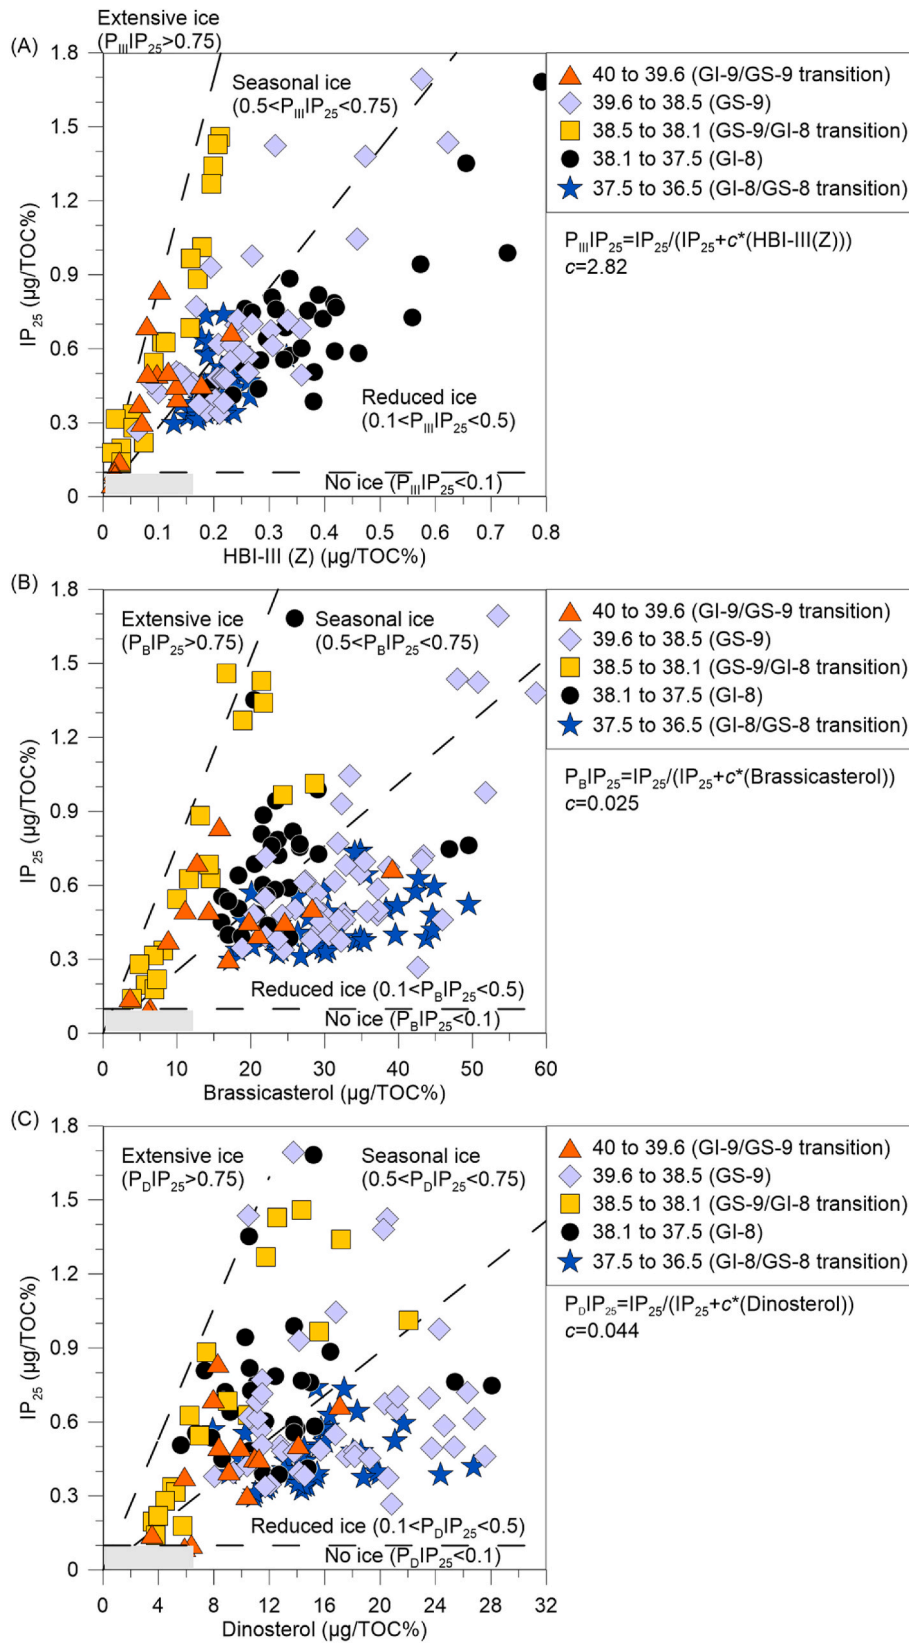 Extensive ice
(A)
(PIIIIP25>0.75)
1.8
Seasonal ice
(0.5<PIIIIP25<0.75)
1.5
1.2
0.9
0.6
0.3
0
IP25 (µg/TOC%)
Reduced ice
(0.1<PIIIIP25<0.5)
No ice (PIIIIP25<0.1)
0 0.1 0.2 0.3 0.4 0.5 0.6 0.7 0.8
HBI-III (Z) (µg/TOC%)
40 to 39.6 (GI-9/GS-9 transition)
39.6 to 38.5 (GS-9)
38.5 to 38.1 (GS-9/GI-8 transition)
38.1 to 37.5 (GI-8)
37.5 to 36.5 (GI-8/GS-8 transition)
PIIIIP25=IP25/(IP25+c*(HBI-III(Z)))
c=2.82
(B)
1.8
Extensive ice
(PBIP25>0.75)
Seasonal ice
(0.5<PBIP25<0.75)
1.5
1.2
0.9
0.6
0.3
0
IP25 (µg/TOC%)
Reduced ice (0.1<PBIP25<0.5)
No ice (PBIP25<0.1)
0 10 20 30 40 50 60
Brassicasterol (µg/TOC%)
40 to 39.6 (GI-9/GS-9 transition)
39.6 to 38.5 (GS-9)
38.5 to 38.1 (GS-9/GI-8 transition)
38.1 to 37.5 (GI-8)
37.5 to 36.5 (GI-8/GS-8 transition)
PBIP25=IP25/(IP25+c*(Brassicasterol))
c=0.025
(C)
1.8
Extensive ice
(PDIP25>0.75)
Seasonal ice
(0.5<PDIP25<0.75)
1.5
1.2
0.9
0.6
0.3
0
IP25 (µg/TOC%)
Reduced ice (0.1<PDIP25<0.5)
No ice (PDIP25<0.1)
0 4 8 12 16 20 24 28 32
Dinosterol (µg/TOC%)
40 to 39.6 (GI-9/GS-9 transition)
39.6 to 38.5 (GS-9)
38.5 to 38.1 (GS-9/GI-8 transition)
38.1 to 37.5 (GI-8)
37.5 to 36.5 (GI-8/GS-8 transition)
PDIP25=IP25/(IP25+c*(Dinosterol))
c=0.044